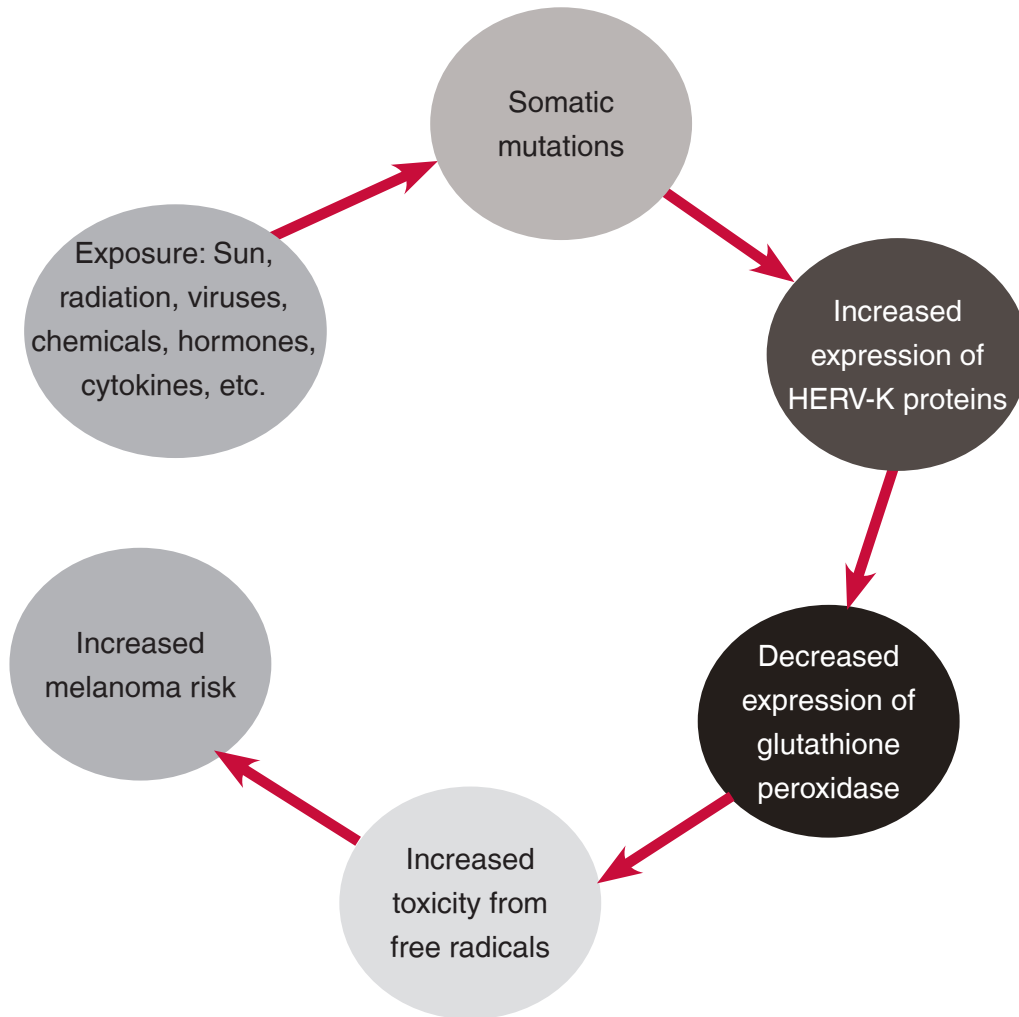 Somatic
mutations
Exposure: Sun,
radiation, viruses,
chemicals, hormones,
cytokines, etc.
Increased
expression of
HERV-K proteins
Decreased
expression of
glutathione
peroxidase
Increased
toxicity from
free radicals
Increased
melanoma risk